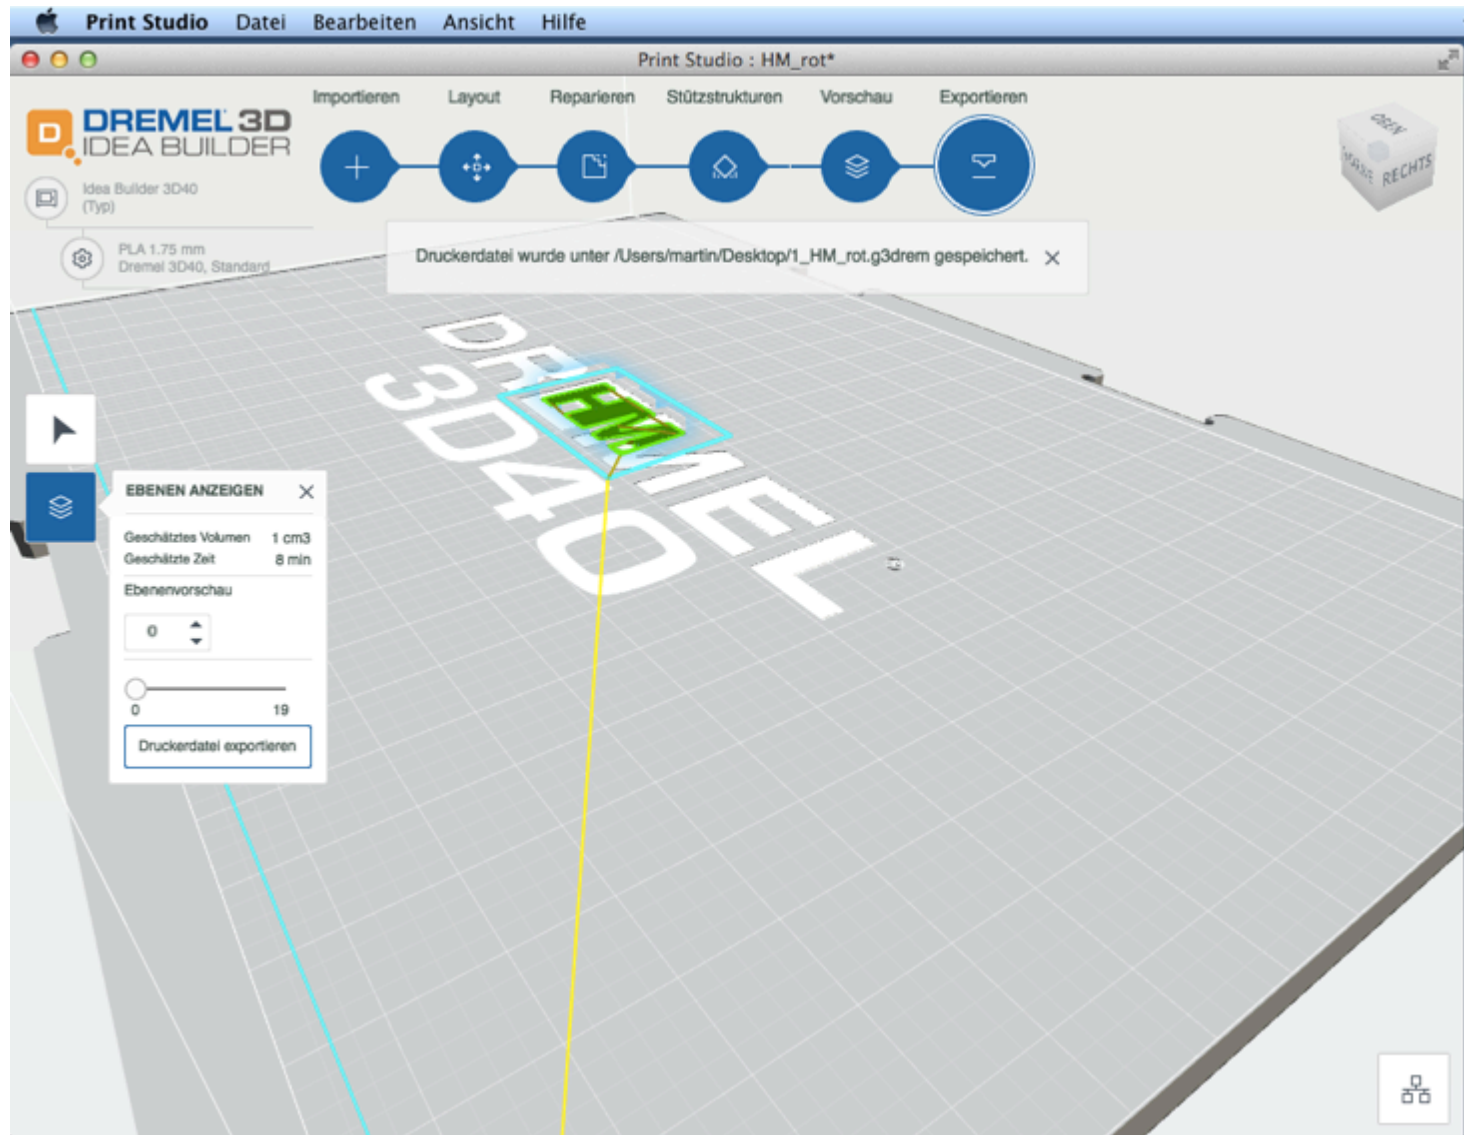 Print Studio Datei Bearbeiten Ansicht Hilfe
Print Studio : HM_rot*
Importieren Layout Reparieren Stützstrukturen Vorschau Exportieren
D DREMEL 3D
IDEA BUILDER
Idea Builder 3D40
(Typ)
PLA 1.75 mm
Dremel 3D40, Standard
OBEN
RECHTS
Druckerdatei wurde unter /Users/martin/Desktop/1_HM_rot.g3drem gespeichert.
HM
3D40
EBENEN ANZEIGEN
Geschätztes Volumen 1 cm3
Geschätzte Zeit 8 min
Ebenenvorschau
0
0 19
Druckerdatei exportieren